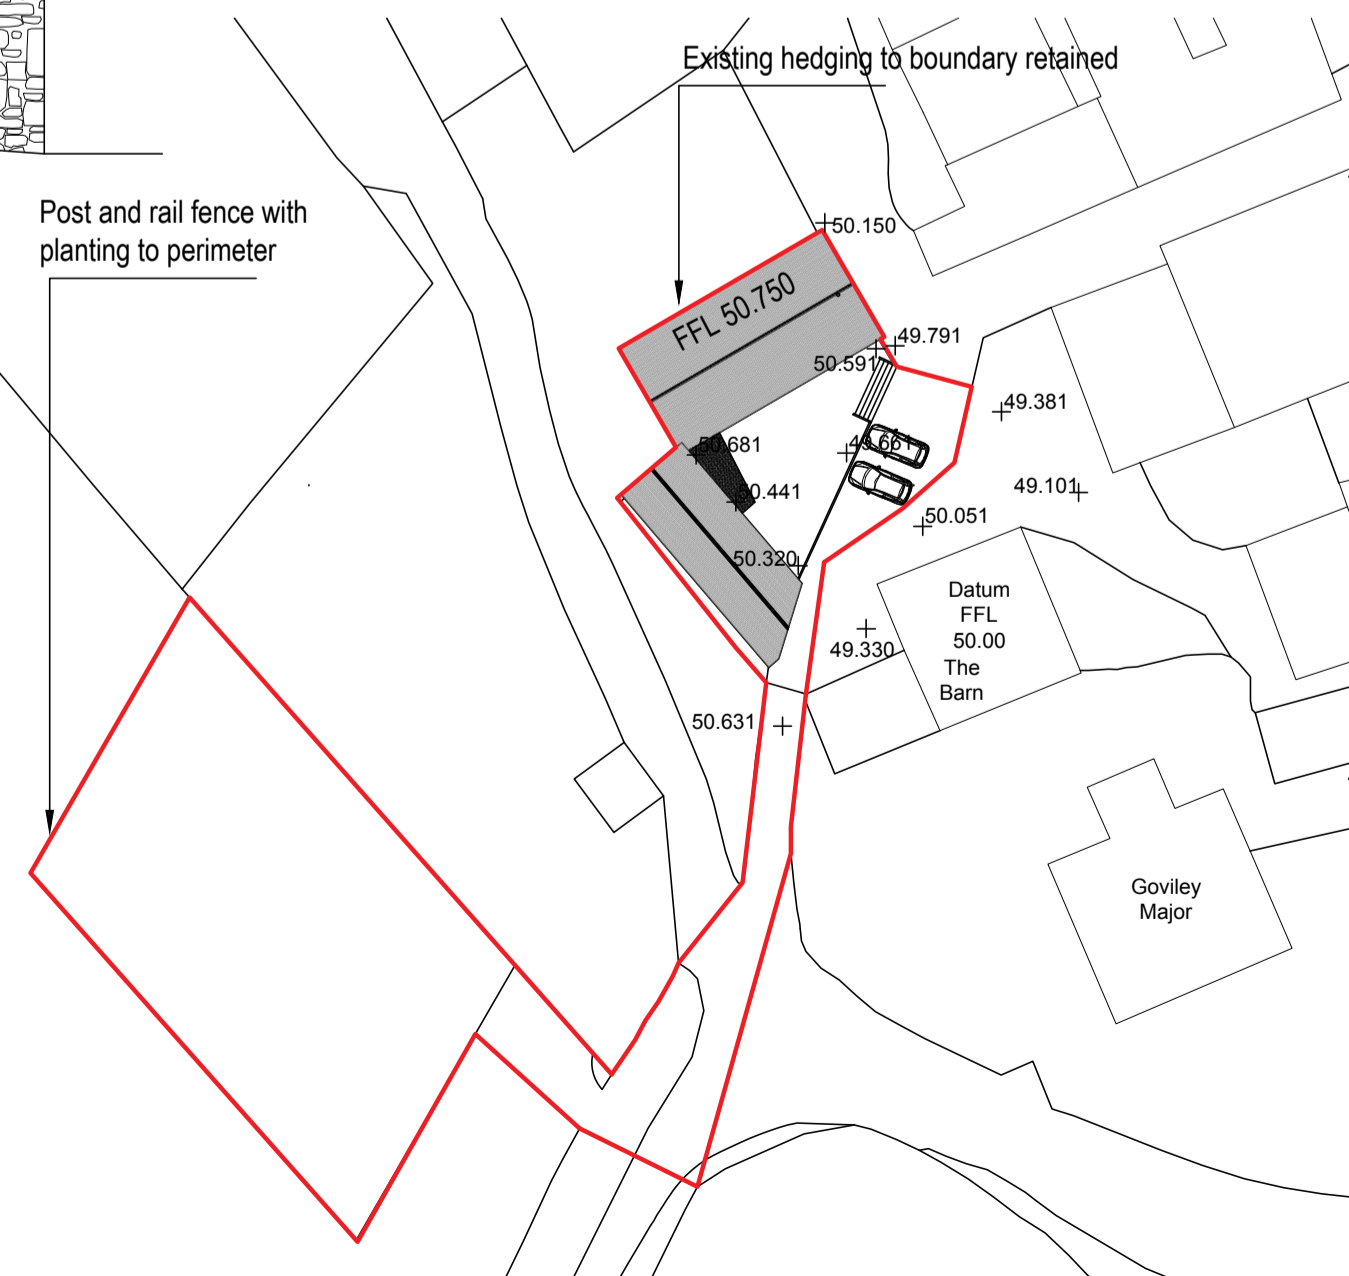 Existing hedging to boundary retained
Post and rail fence with
planting to perimeter
50.150
FFL 50.750
49.791
50.591
49.381
50.681
49.661
50.441
49.101
50.051
50.320
Datum
FFL
50.00
The
Barn
49.330
50.631
Goviley
Major